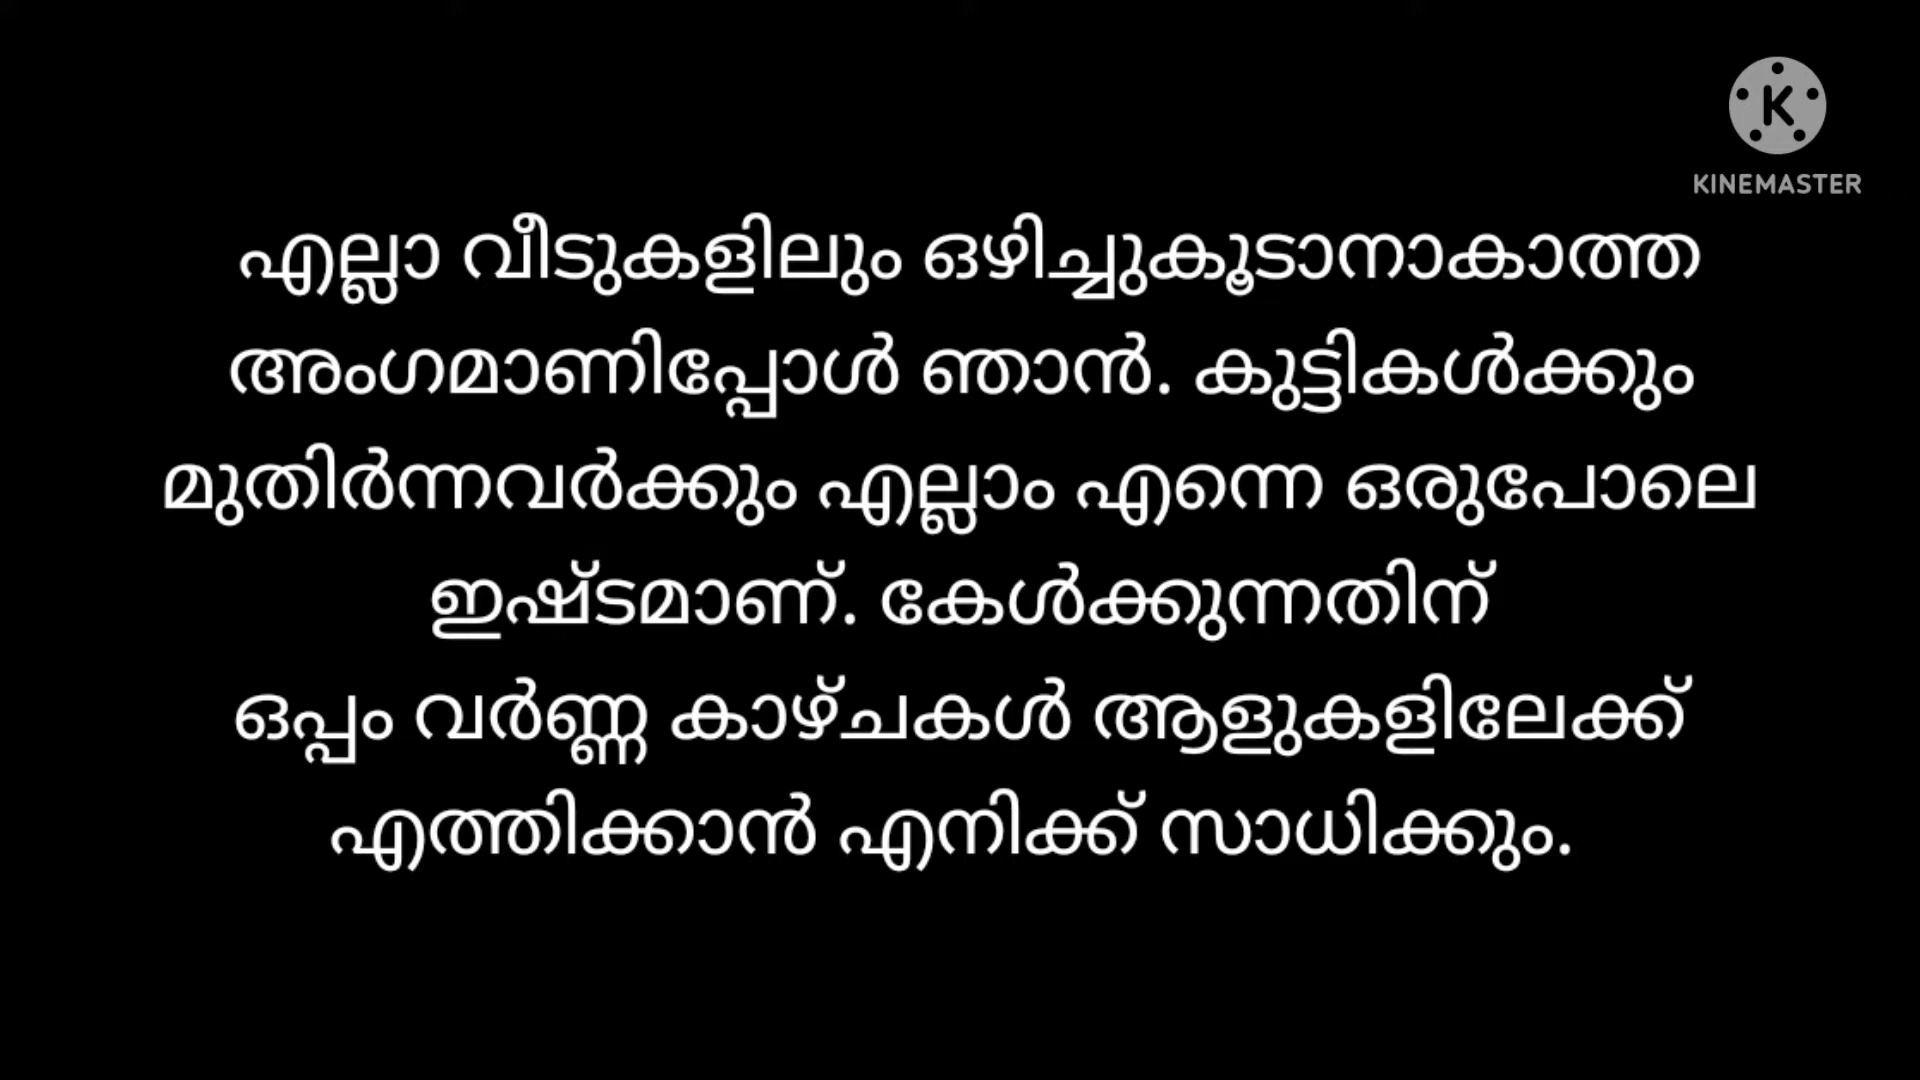 KINEMASTER
എല്ലാ വീടുകളിലും ഒഴിച്ചുകൂടാനാകാത്ത
അംഗമാണിപ്പോൾ ഞാൻ. കുട്ടികൾക്കും
മുതിർന്നവർക്കും എല്ലാം എന്നെ ഒരുപോലെ
ഇഷ്ടമാണ്. കേൾക്കുന്നതിന്
ഒപ്പം വർണ്ണ കാഴ്ചകൾ ആളുകളിലേക്ക്
എത്തിക്കാൻ എനിക്ക് സാധിക്കും.